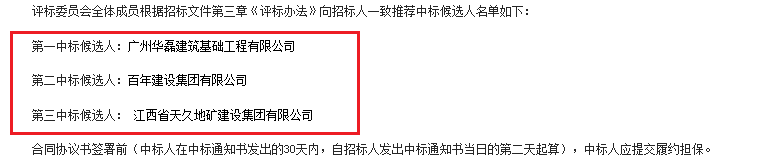 评标委员会全体成员根据招标文件第三章《评标办法》向招标人一致推荐中标候选人名单如下：
第一中标候选人：广州华磊建筑基础工程有限公司
第二中标候选人：百年建设集团有限公司
第三中标候选人： 江西省天久地矿建设集团有限公司
合同协议书签署前（中标人在中标通知书发出的30天内，自招标人发出中标通知书当日的第二天起算），中标人应提交履约担保。